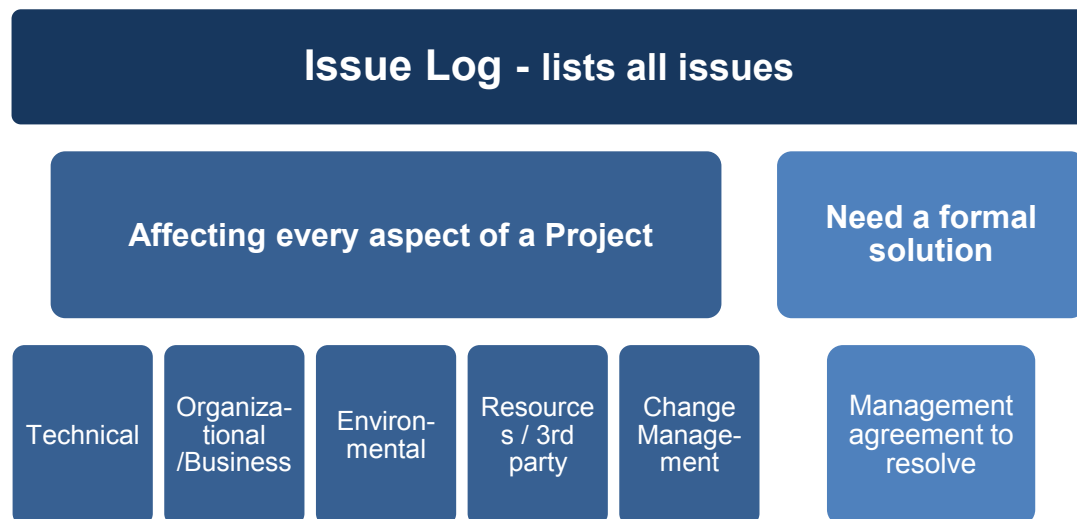 Issue Log - lists all issues
Affecting every aspect of a Project
Need a formal
solution
Technical
Organiza-
tional
/Business
Environ-
mental
Resource
s / 3rd
party
Change
Manage-
ment
Management
agreement to
resolve